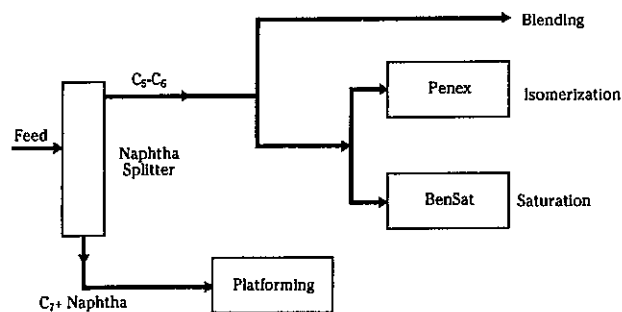 Blending
C₅-C₆
Penex
Isomerization
Feed
Naphtha
Splitter
BenSat
Saturation
Platforming
C₇+ Naphtha